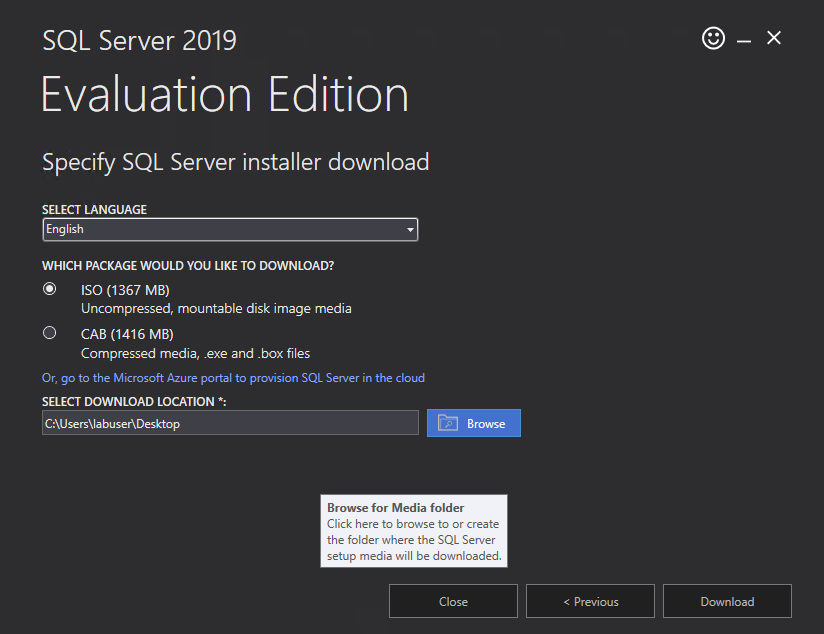 SQL Server 2019
Evaluation Edition
Specify SQL Server installer download
SELECT LANGUAGE
English
WHICH PACKAGE WOULD YOU LIKE TO DOWNLOAD?
ISO (1367 MB)
Uncompressed, mountable disk image media
CAB (1416 MB)
Compressed media, .exe and .box files
Or, go to the Microsoft Azure portal to provision SQL Server in the cloud
SELECT DOWNLOAD LOCATION *:
C:\Users\labuser\Desktop
Browse
Browse for Media folder
Click here to browse to or create
the folder where the SQL Server
setup media will be downloaded.
Close
< Previous
Download